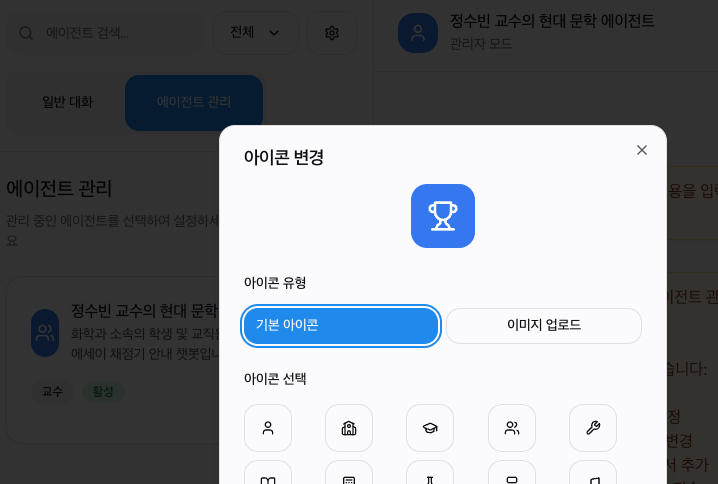 에이전트 검색...
전체
정수빈 교수의 현대 문학 에이전트
관리자 모드
일반 대화
에이전트 관리
아이콘 변경
에이전트 관리
관리 중인 에이전트를 선택하여 설정하세
요
용을 입력
아이콘 유형
기본 아이콘
이미지 업로드
이전트 관
정수빈 교수의 현대 문학
화학과 소속의 학생 및 교직원
에세이 채점기 안내 챗봇입니
교수
활성
아이콘 선택
습니다:
정
변경
서 추가